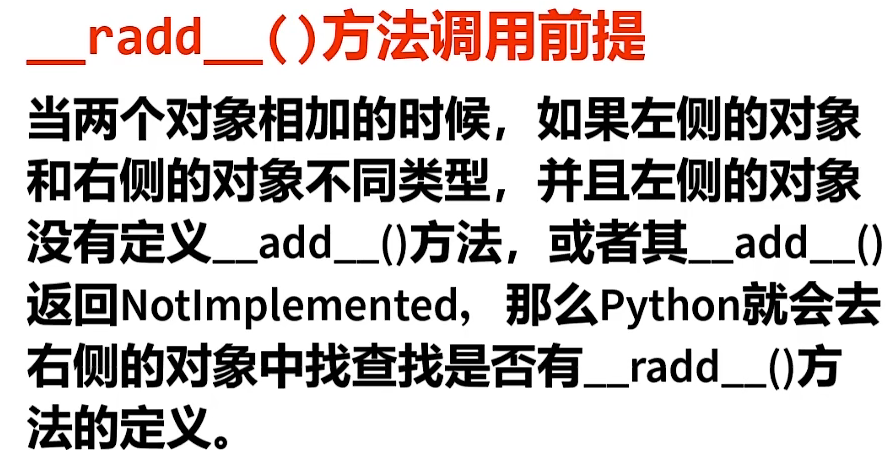 __radd__()方法调用前提
当两个对象相加的时候，如果左侧的对象
和右侧的对象不同类型，并且左侧的对象
没有定义__add__()方法，或者其__add__()
返回NotImplemented，那么Python就会去
右侧的对象中找查找是否有__radd__()方
法的定义。